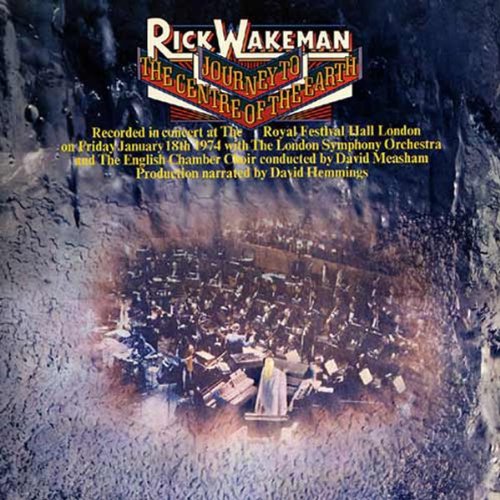 RICK WAKEMAN
JOURNEY TO
THE CENTRE OF THE EARTH
Recorded in concert at The Royal Festival Hall London
on Friday January 18th 1974 with The London Symphony Orchestra
and The English Chamber Choir conducted by David Measham
Production narrated by David Hemmings